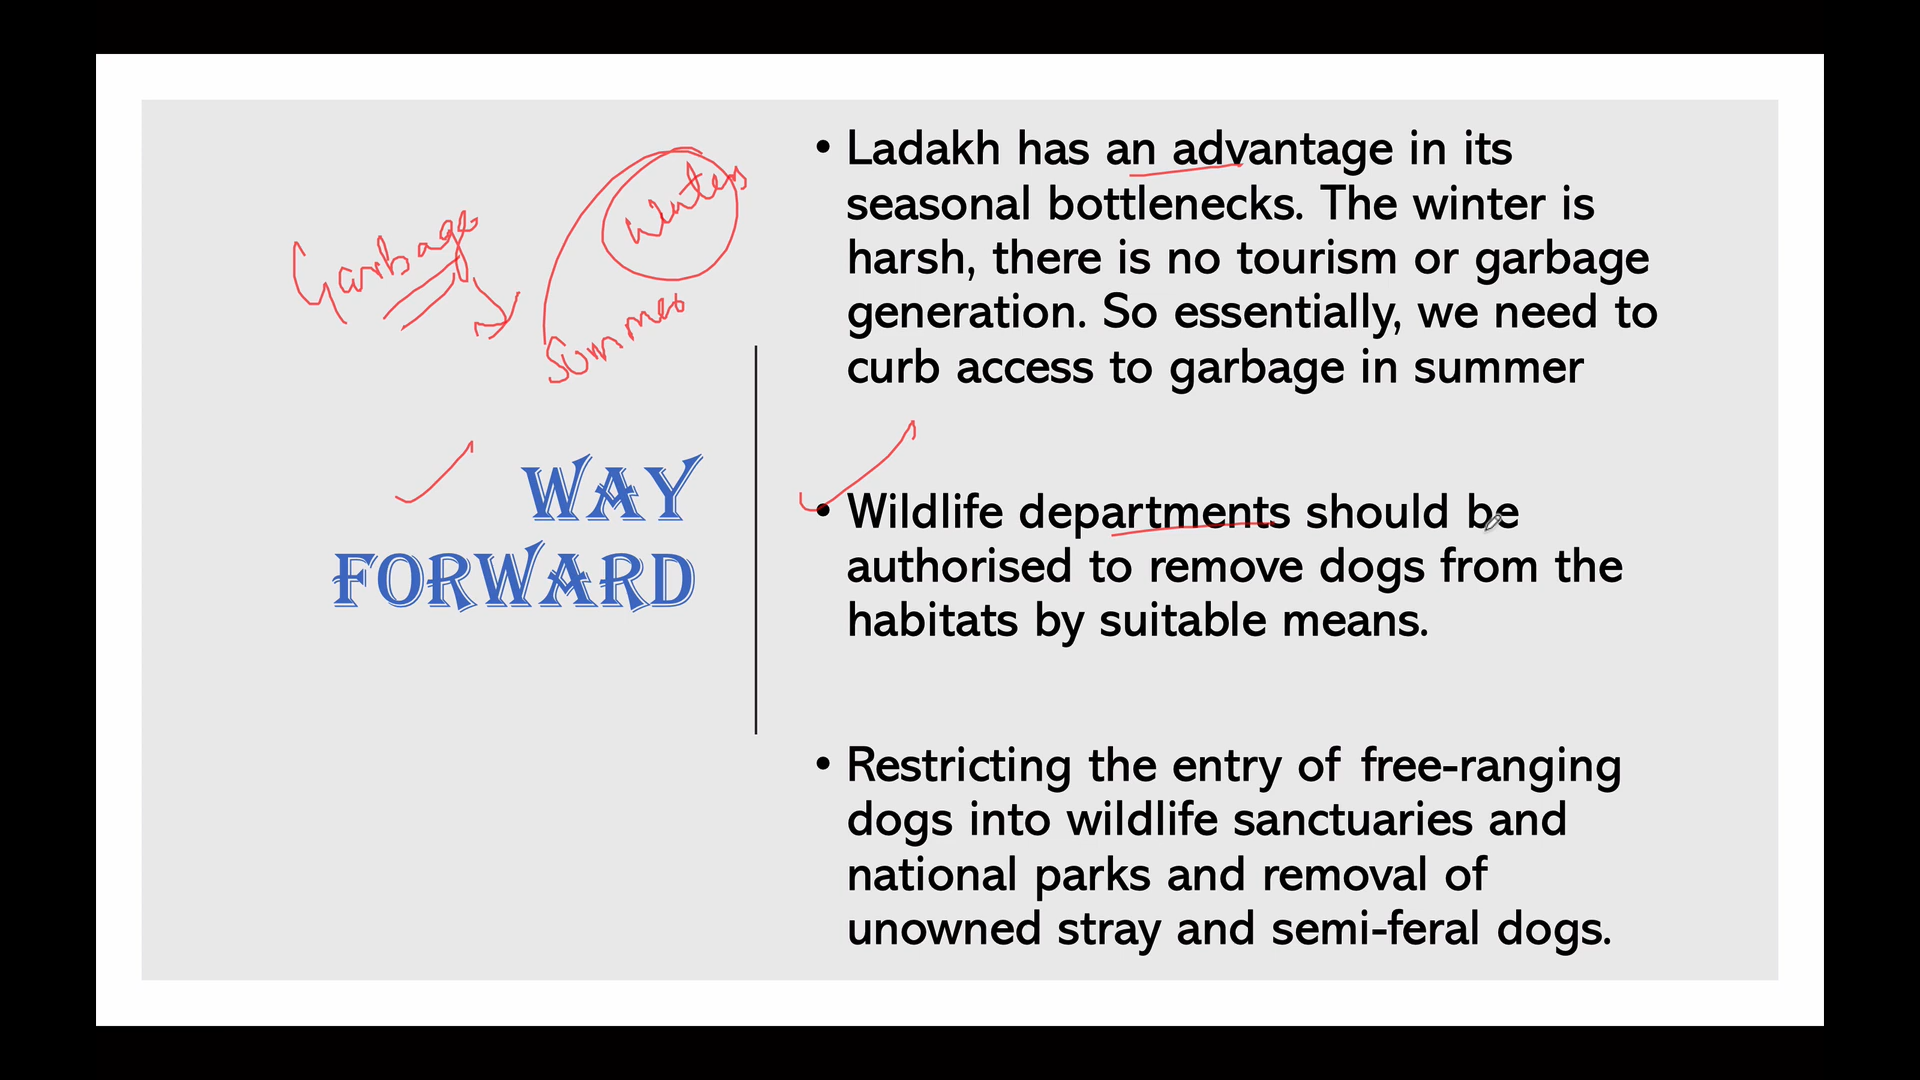 Garbage
Winters
Summer
WAY
FORWARD
• Ladakh has an advantage in its
seasonal bottlenecks. The winter is
harsh, there is no tourism or garbage
generation. So essentially, we need to
curb access to garbage in summer
• Wildlife departments should be
authorised to remove dogs from the
habitats by suitable means.
• Restricting the entry of free-ranging
dogs into wildlife sanctuaries and
national parks and removal of
unowned stray and semi-feral dogs.